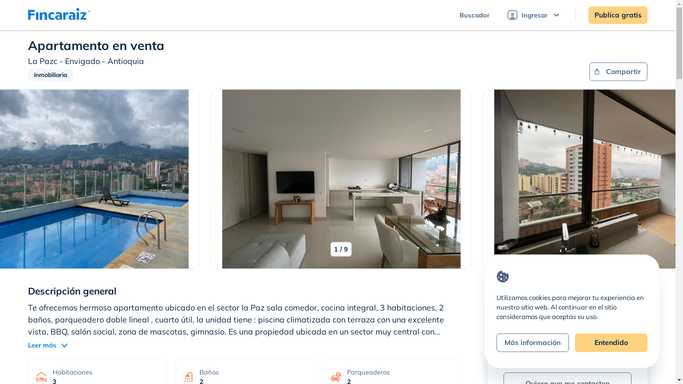 Fincaraiz
Buscador
Ingresar
Publica gratis
Apartamento en venta
La Pazc - Envigado - Antioquia
Inmobiliaria
Compartir
1 / 9
Descripción general
Te ofrecemos hermoso apartamento ubicado en el sector la Paz sala comedor, cocina integral, 3 habitaciones, 2
baños, parqueadero doble lineal , cuarto útil, la unidad tiene : piscina climatizada con terraza con una excelente
vista, BBQ, salón social, zona de mascotas, gimnasio. Es una propiedad ubicada en un sector muy central con...
Leer más
Habitaciones
3
Baños
2
Parqueaderos
2
Utilizamos cookies para mejorar tu experiencia en
nuestro sitio web. Al continuar en el sitio
consideramos que aceptas su uso.
Más información
Entendido
Quiero que me contacten